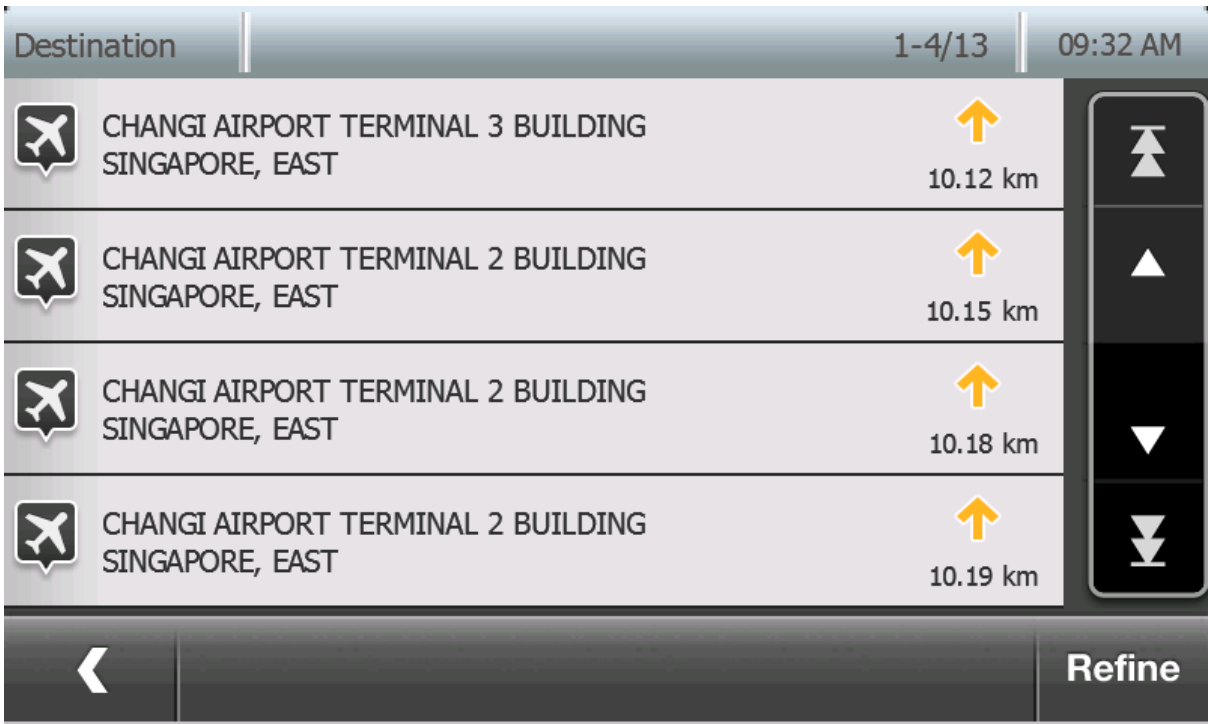 Destination 1-4/13 09:32 AM
CHANGI AIRPORT TERMINAL 3 BUILDING
SINGAPORE, EAST
10.12 km
CHANGI AIRPORT TERMINAL 2 BUILDING
SINGAPORE, EAST
10.15 km
CHANGI AIRPORT TERMINAL 2 BUILDING
SINGAPORE, EAST
10.18 km
CHANGI AIRPORT TERMINAL 2 BUILDING
SINGAPORE, EAST
10.19 km
Refine